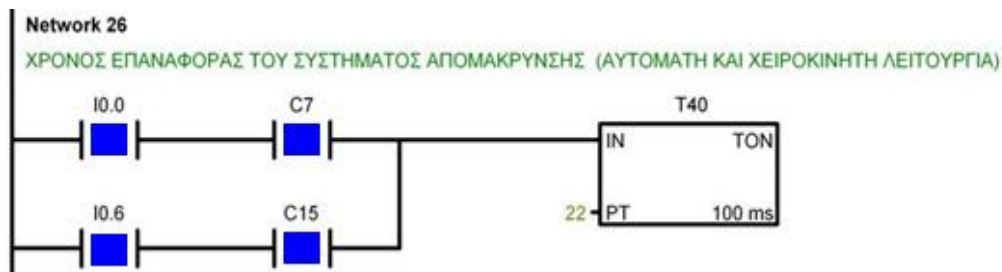 Network 26
ΧΡΟΝΟΣ ΕΠΑΝΑΦΟΡΑΣ ΤΟΥ ΣΥΣΤΗΜΑΤΟΣ ΑΠΟΜΑΚΡΥΝΣΗΣ (ΑΥΤΟΜΑΤΗ ΚΑΙ ΧΕΙΡΟΚΙΝΗΤΗ ΛΕΙΤΟΥΡΓΙΑ)
I0.0 C7 T40
IN TON
I0.6 C15 22 PT 100 ms